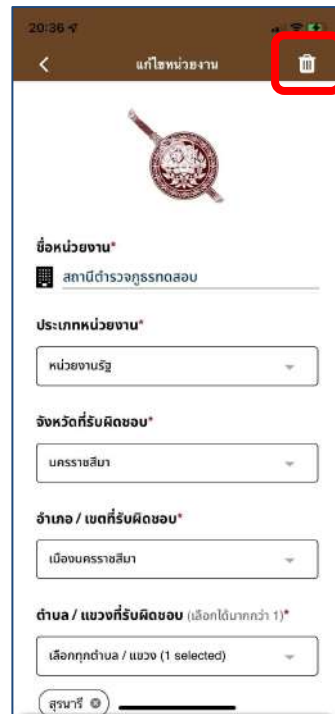 20:36
แก้ไขหน่วยงาน
ชื่อหน่วยงาน*
สถานีตำรวจภูธรทดสอบ
ประเภทหน่วยงาน*
หน่วยงานรัฐ
จังหวัดที่รับผิดชอบ*
นครราชสีมา
อำเภอ / เขตที่รับผิดชอบ*
เมืองนครราชสีมา
ตำบล / แขวงที่รับผิดชอบ (เลือกได้มากกว่า 1)*
เลือกทุกตำบล / แขวง (1 selected)
สุรนารี